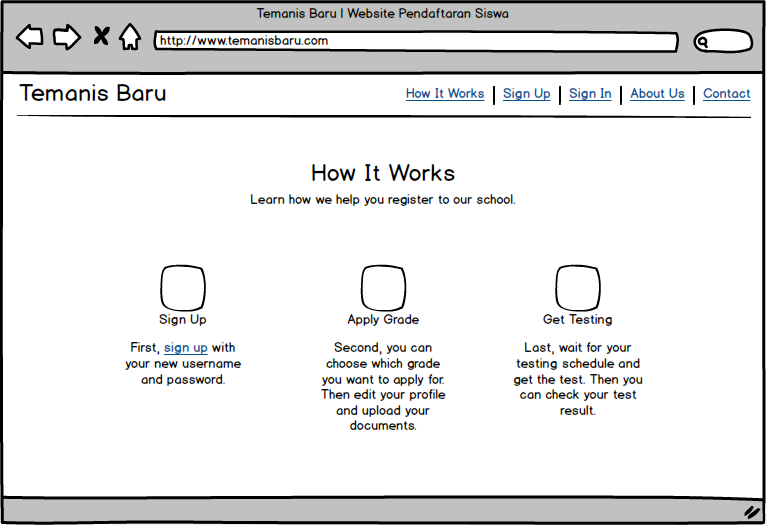 Temanis Baru | Website Pendaftaran Siswa
http://www.temanisbaru.com
Temanis Baru
How It Works | Sign Up | Sign In | About Us | Contact
How It Works
Learn how we help you register to our school.
Sign Up
First, sign up with
your new username
and password.
Apply Grade
Second, you can
choose which grade
you want to apply for.
Then edit your profile
and upload your
documents.
Get Testing
Last, wait for your
testing schedule and
get the test. Then you
can check your test
result.